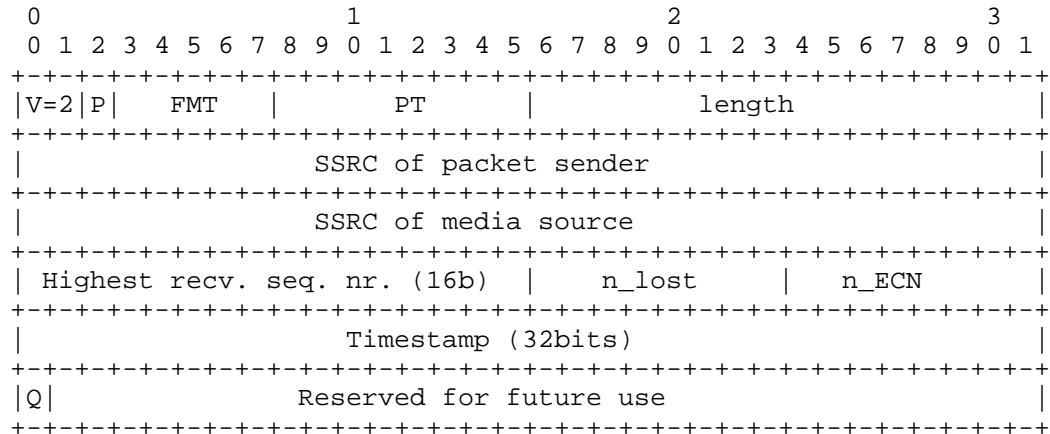 0                   1                   2                   3
0 1 2 3 4 5 6 7 8 9 0 1 2 3 4 5 6 7 8 9 0 1 2 3 4 5 6 7 8 9 0 1
+-+-+-+-+-+-+-+-+-+-+-+-+-+-+-+-+-+-+-+-+-+-+-+-+-+-+-+-+-+-+-+-+
|V=2|P|   FMT   |       PT      |          length               |
+-+-+-+-+-+-+-+-+-+-+-+-+-+-+-+-+-+-+-+-+-+-+-+-+-+-+-+-+-+-+-+-+
|                  SSRC of packet sender                        |
+-+-+-+-+-+-+-+-+-+-+-+-+-+-+-+-+-+-+-+-+-+-+-+-+-+-+-+-+-+-+-+-+
|                  SSRC of media source                         |
+-+-+-+-+-+-+-+-+-+-+-+-+-+-+-+-+-+-+-+-+-+-+-+-+-+-+-+-+-+-+-+-+
| Highest recv. seq. nr. (16b)  |    n_lost     |   n_ECN       |
+-+-+-+-+-+-+-+-+-+-+-+-+-+-+-+-+-+-+-+-+-+-+-+-+-+-+-+-+-+-+-+-+
|                    Timestamp (32bits)                         |
+-+-+-+-+-+-+-+-+-+-+-+-+-+-+-+-+-+-+-+-+-+-+-+-+-+-+-+-+-+-+-+-+
|Q|               Reserved for future use                       |
+-+-+-+-+-+-+-+-+-+-+-+-+-+-+-+-+-+-+-+-+-+-+-+-+-+-+-+-+-+-+-+-+